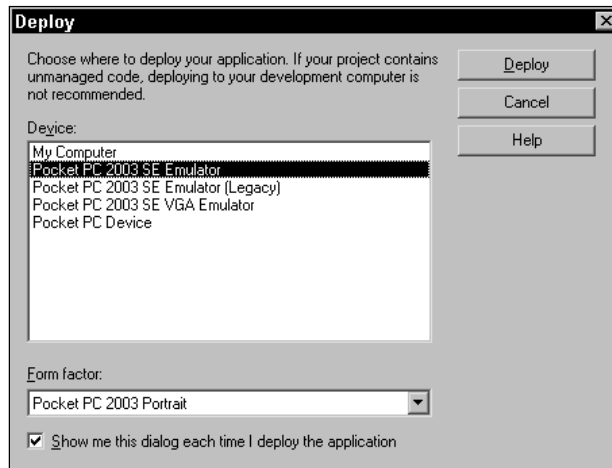 Deploy
Choose where to deploy your application. If your project contains
unmanaged code, deploying to your development computer is
not recommended.
Deploy
Cancel
Help
Device:
My Computer
Pocket PC 2003 SE Emulator
Pocket PC 2003 SE Emulator (Legacy)
Pocket PC 2003 SE VGA Emulator
Pocket PC Device
Form factor:
Pocket PC 2003 Portrait
Show me this dialog each time I deploy the application